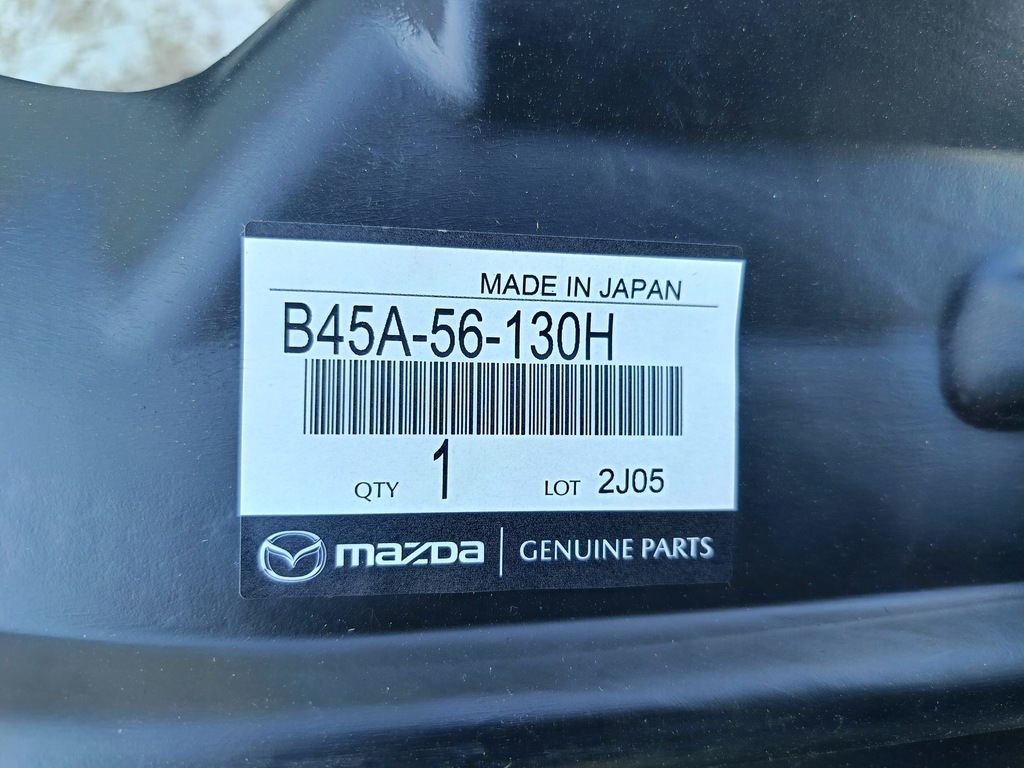 MADE IN JAPAN
B45A-56-130H
QTY 1 LOT 2J05
mazDa | GENUINE PARTS